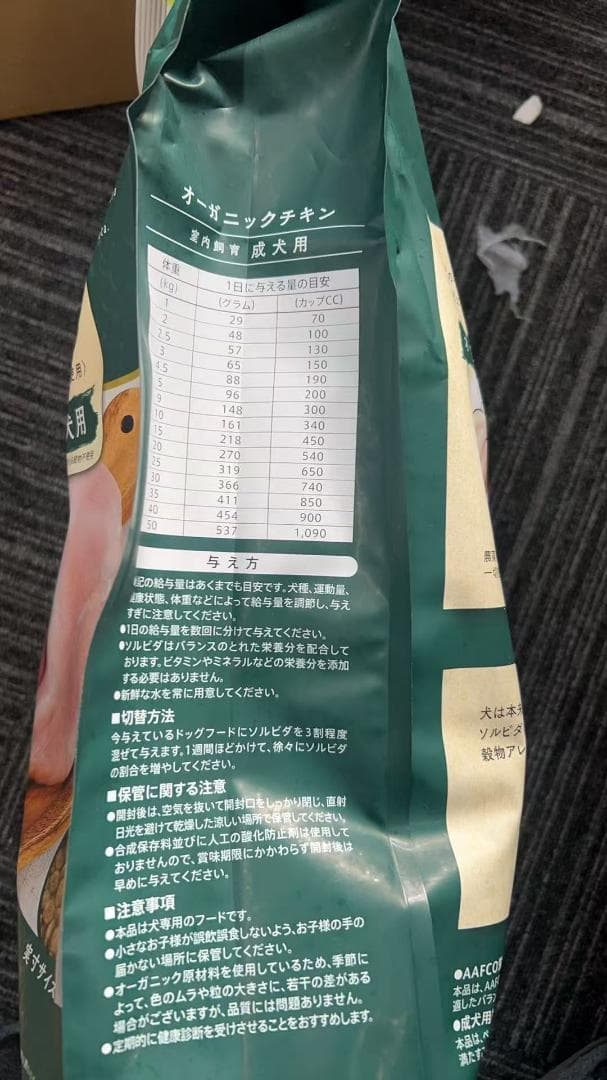 オーガニックチキン
室内飼育 成犬用
体重 (kg) 1日に与える量の目安
(グラム) (カップCC)
1 29 70
2 48 100
2.5 57 130
3 65 150
4.5 88 190
5 96 200
9 148 300
10 161 340
15 218 450
20 270 540
25 319 650
30 366 740
35 411 850
40 454 900
50 537 1,090
与え方
記の給与量はあくまでも目安です。犬種、運動量、
康状態、体重などによって給与量を調節し、与え
すぎに注意してください。
●1日の給与量を数回に分けて与えてください。
●ソルビダはバランスのとれた栄養分を配合して
おります。ビタミンやミネラルなどの栄養分を添加
する必要はありません。
●新鮮な水を常に用意してください。
■切替方法
今与えているドッグフードにソルビダを3割程度
混ぜて与えます。1週間ほどかけて、徐々にソルビダ
の割合を増やしてください。
■保管に関する注意
●開封後は、空気を抜いて開封口をしっかり閉じ、直射
日光を避けて乾燥した涼しい場所で保管してください。
●合成保存料並びに人工の酸化防止剤は使用して
おりませんので、賞味期限にかかわらず開封後は
早めに与えてください。
■注意事項
●本品は犬専用のフードです。
●小さなお子様が誤飲誤食しないよう、お子様の手の
届かない場所に保管してください。
●オーガニック原材料を使用しているため、季節に
よって、色のムラや粒の大きさに、若干の差がある
場合がございますが、品質には問題ありません。
●定期的に健康診断を受けさせることをおすすめします。
用)
犬用
実寸サイズ
犬は本
ソルビダ
穀物アレ
●AAFCO
本品は、AAF
適したバラ
●成犬用
本品は、
満たす